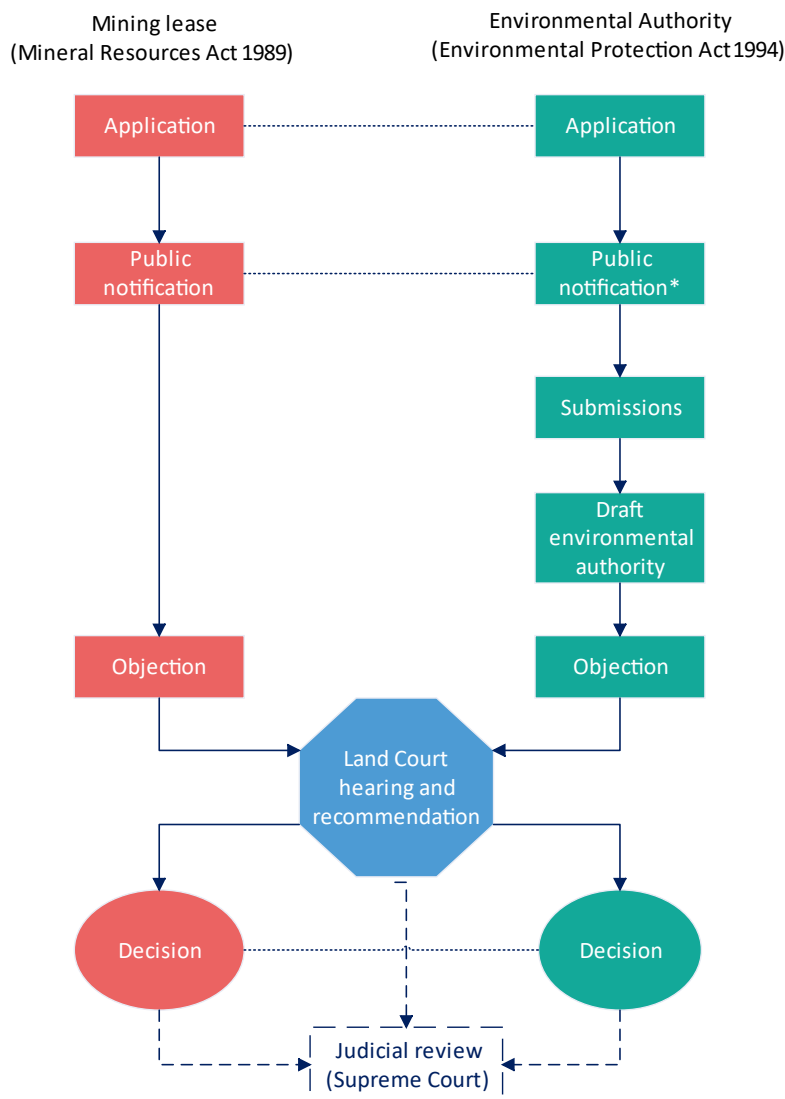 Mining lease
(Mineral Resources Act 1989)
Environmental Authority
(Environmental Protection Act 1994)
Application
Application
Public
notification
Public
notification*
Submissions
Draft
environmental
authority
Objection
Objection
Land Court
hearing and
recommendation
Decision
Decision
Judicial review
(Supreme Court)